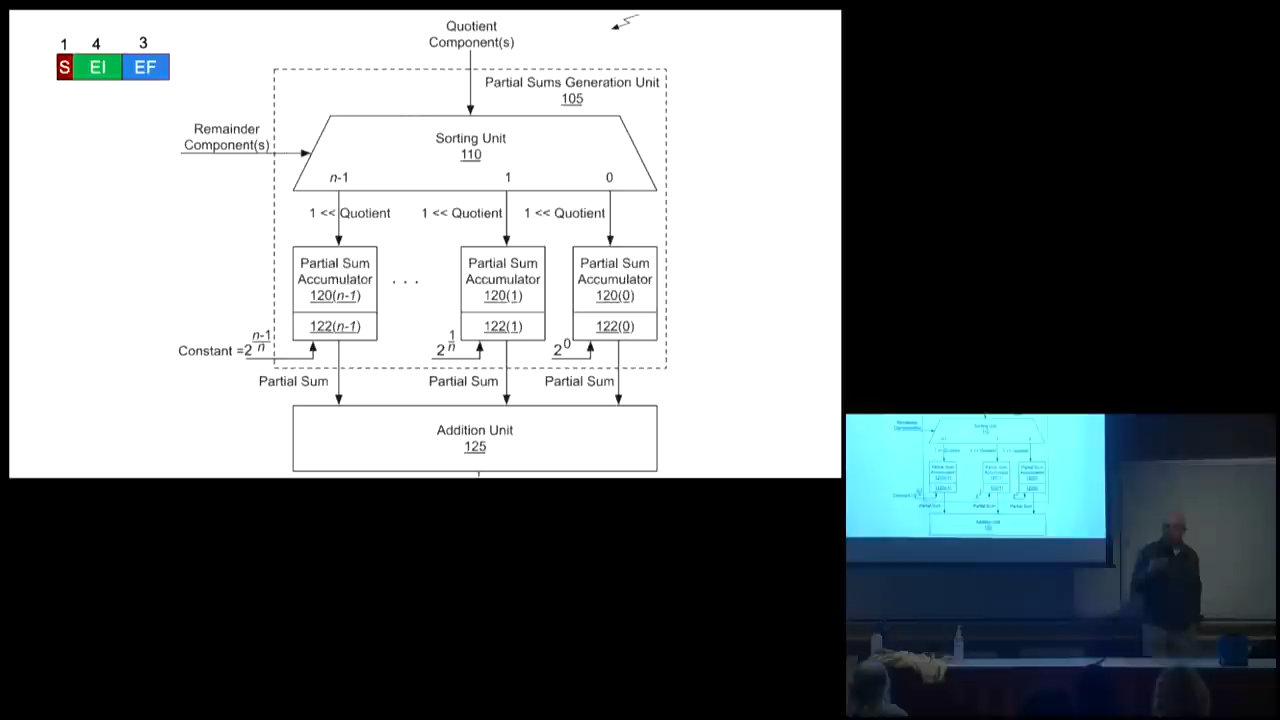 1 4 3
S EI EF
Quotient
Component(s)
Partial Sums Generation Unit
105
Remainder
Component(s)
Sorting Unit
110
n-1 1 0
1 << Quotient 1 << Quotient 1 << Quotient
Partial Sum Partial Sum Partial Sum
Accumulator Accumulator Accumulator
120(n-1) 120(1) 120(0)
. . .
122(n-1) 122(1) 122(0)
Constant =2^(n-1)/n 2^1/n 2^0
Partial Sum Partial Sum Partial Sum
Addition Unit
125